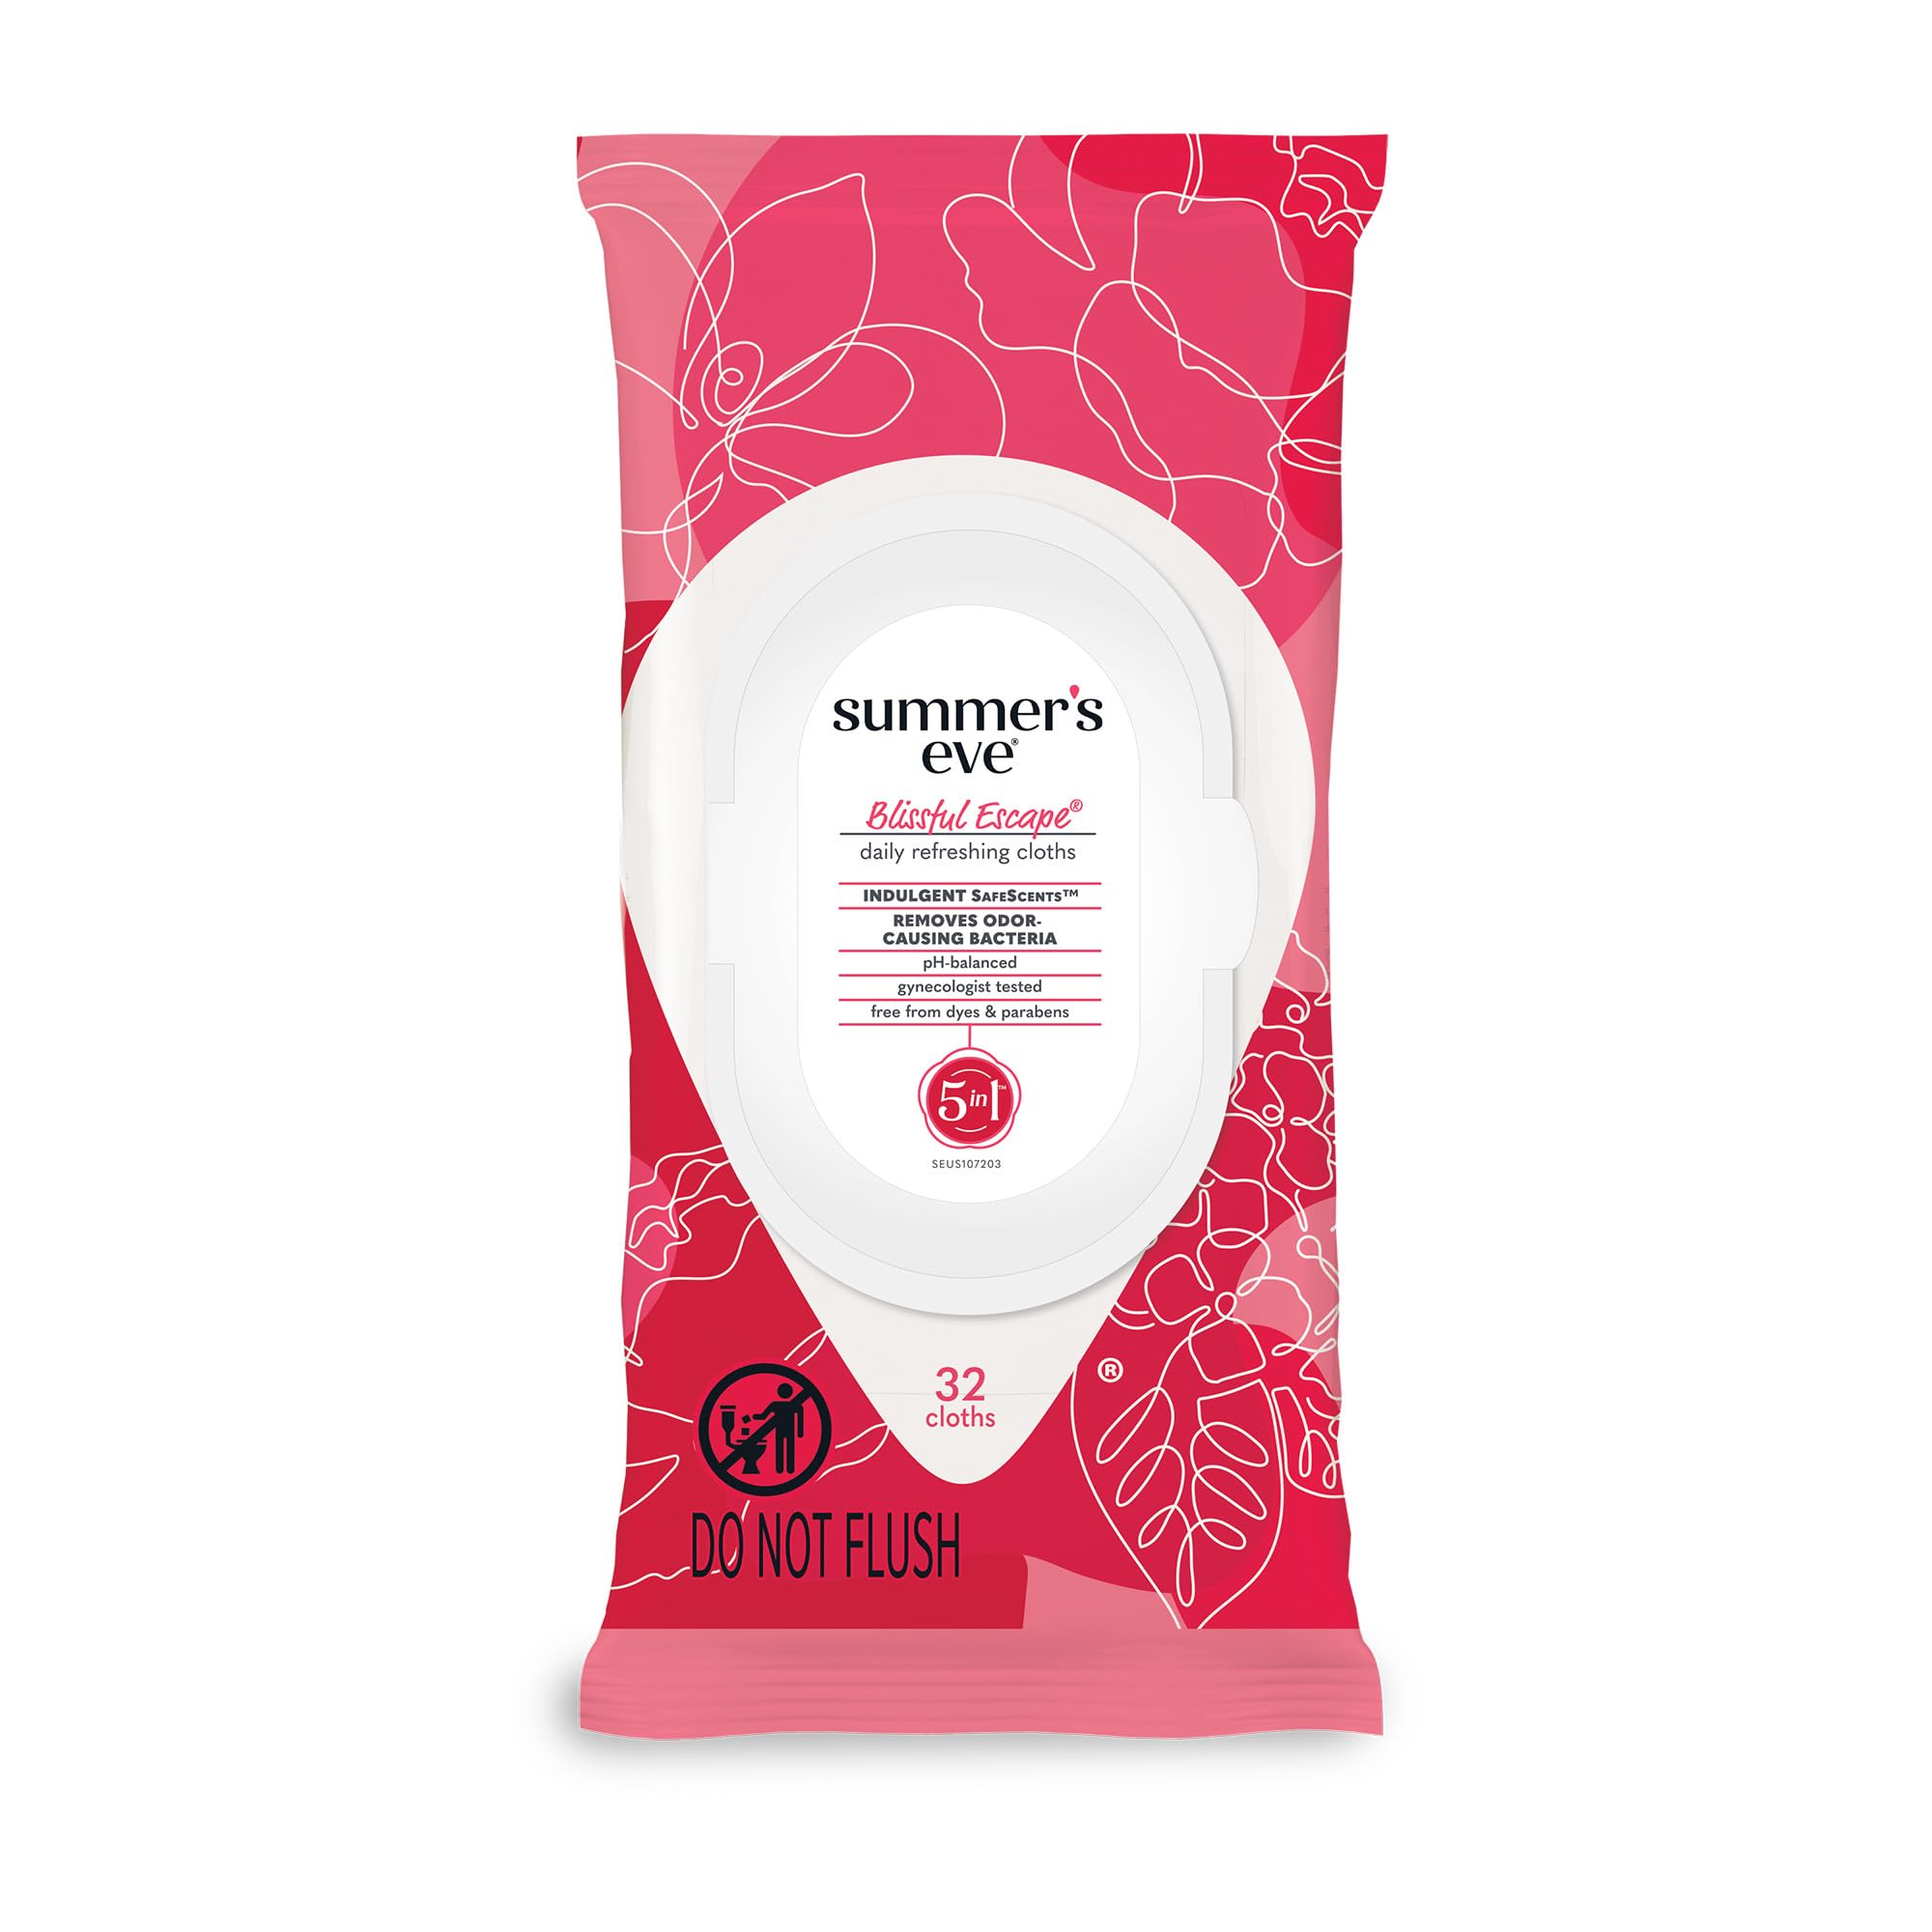 summer's
eve®
Blissful Escape®
daily refreshing cloths
INDULGENT SAFESCENTS™
REMOVES ODOR-
CAUSING BACTERIA
pH-balanced
gynecologist tested
free from dyes & parabens
5 in 1™
SEUS107203
32
cloths
®
DO NOT FLUSH